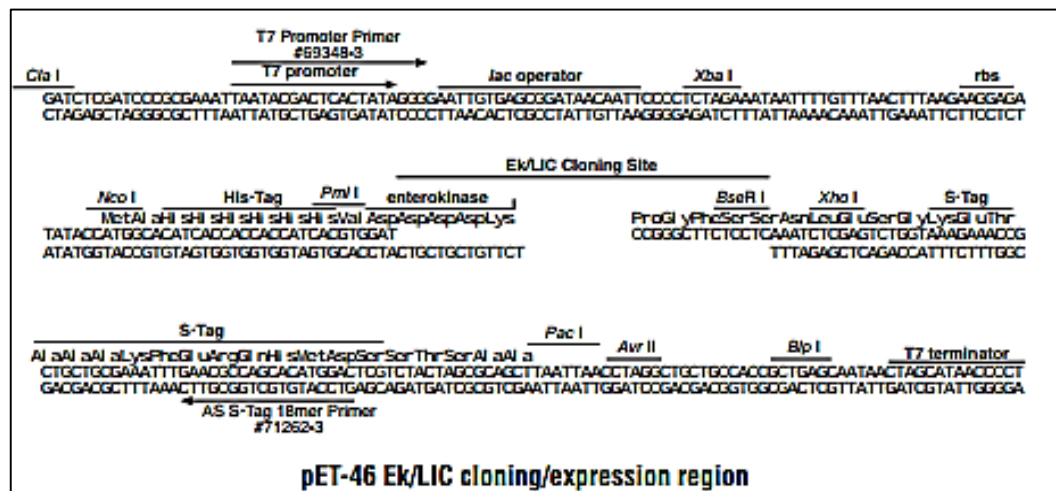 T7 Promoter Primer
#69348-3
Cla I
T7 promoter
lac operator
Xba I
rbs
GATCTCGATCCCGCGAAATTAATACGACTCACTATAGGGGAATTGTGAGCGGATAACAATTCCCCTCTAGAAATAATTTTGTTTAACTTTAAGAAGGAGA
CTAGAGCTAGGGCGCTTTAATTATGCTGAGTGATATCCCCTTAACACTCGCCTATTGTTAAGGGGAGATCTTTATTAAAACAAATTGAAATTCTTCCTCT
Ek/LIC Cloning Site
Nco I
His-Tag
Pml I
enterokinase
BseR I
Xho I
S-Tag
MetAlaHisHisHisHisHisHisValAspAspAspAspLys
ProGlyPheSerSerAsnLeuGluSerGlyLysGluThr
TATACCATGGCACATCACCACCACCATCACGTGGAT
CCGGGCTTCTCCTCAAATCTCGAGTCTGGTAAAGAAACCG
ATATGGTACCGTGTAGTGGTGGTGGTAGTGCACCTACTGCTGCTGTTCT
TTTAGAGCTCAGACCATTTCTTTGGC
S-Tag
Pac I
Avr II
Blp I
T7 terminator
AlaAlaAlaLysPheGluArgGlnHisMetAspSerSerThrSerAlaAla
CTGCTGCGAAATTTGAACGCCAGCACATGGACTCGTCTACTAGCGCAGCTTAATTAACCTAGGCTGCTGCCACCGCTGAGCAATAACTAGCATAACCCCT
GACGACGCTTTAAACTTGCGGTCGTGTACCTGAGCAGATGATCGCGTCGAATTAATTGGATCCGACGACGGTGGCGACTCGTTATTGATCGTATTGGGGA
AS S-Tag 18mer Primer
#71262-3
pET-46 Ek/LIC cloning/expression region